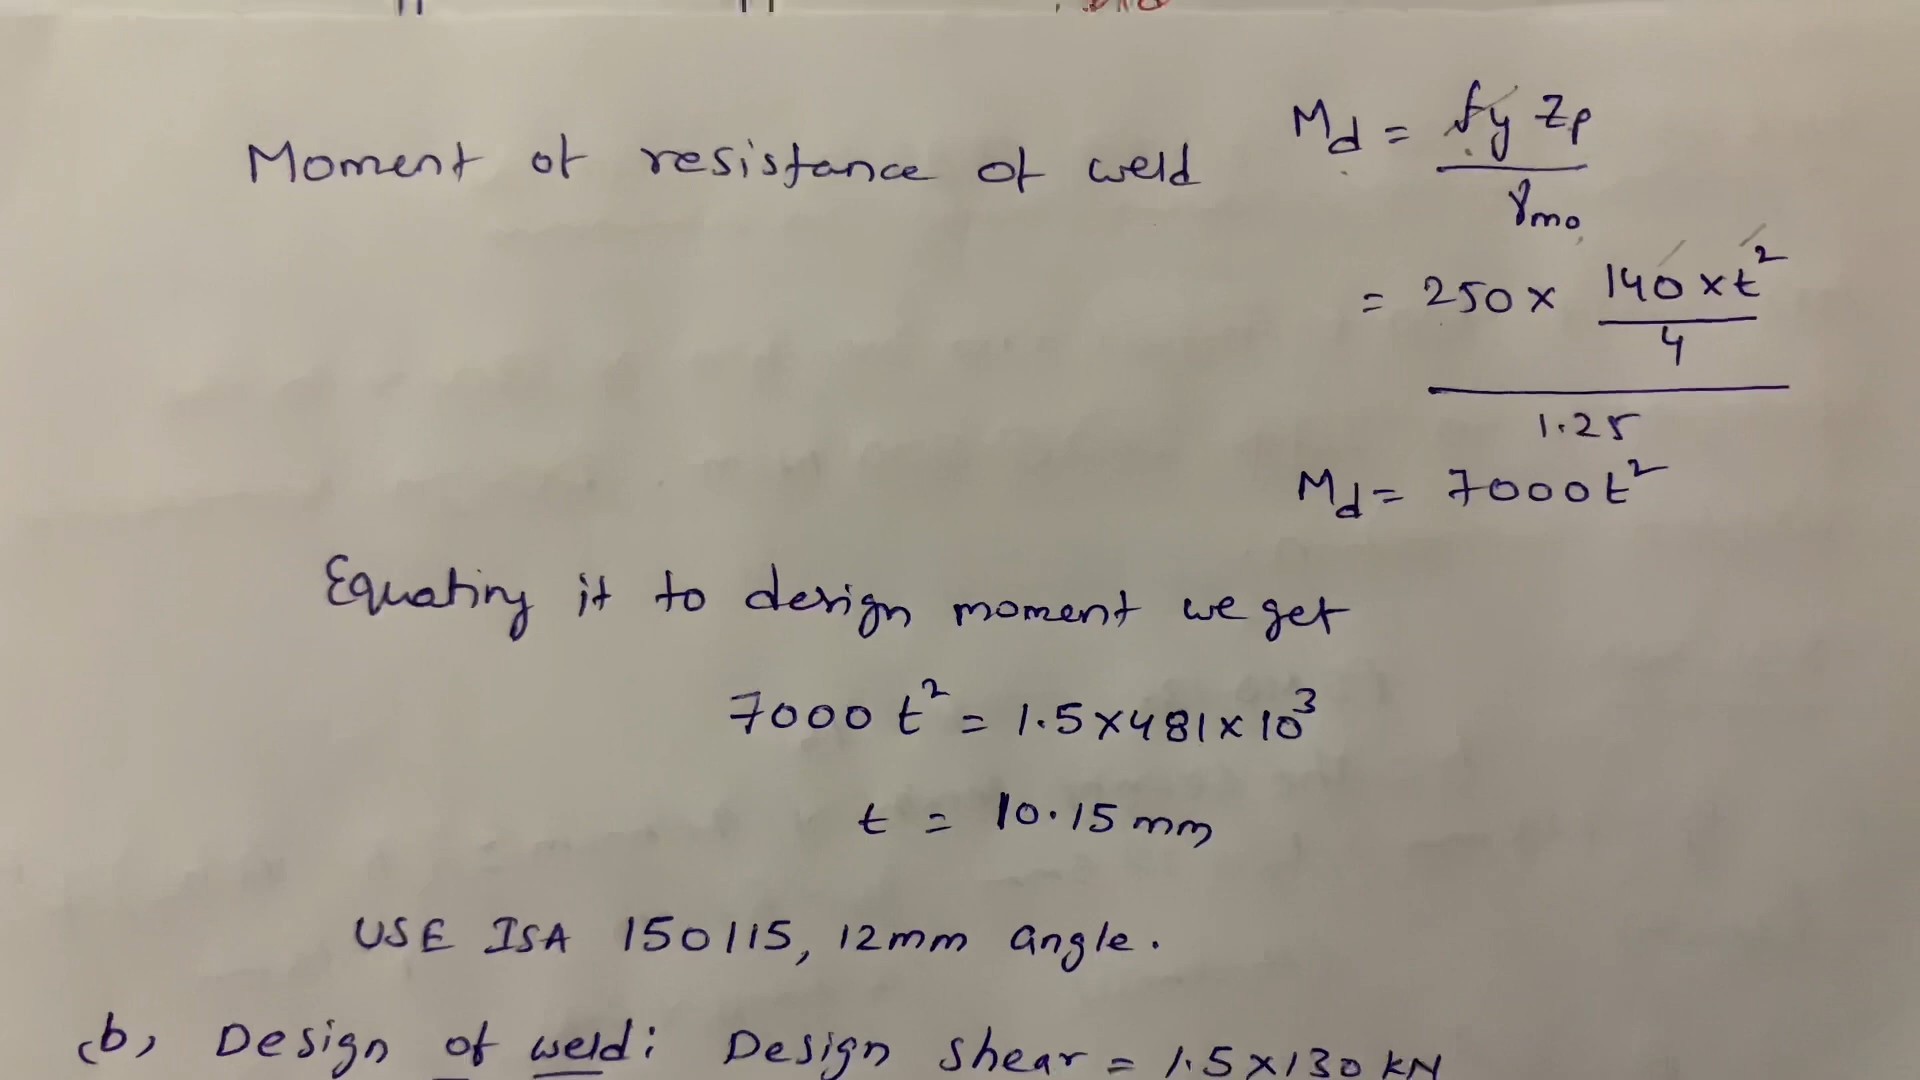 Moment of resistance of weld Md = fy Zp / γmo
= 250 × 140 × t² / 4 / 1.25
Md = 7000t²
Equating it to design moment we get
7000 t² = 1.5×481×10³
t = 10.15 mm
USE ISA 150115, 12mm angle.
(b, Design of weld: Design shear = 1.5×130 KN